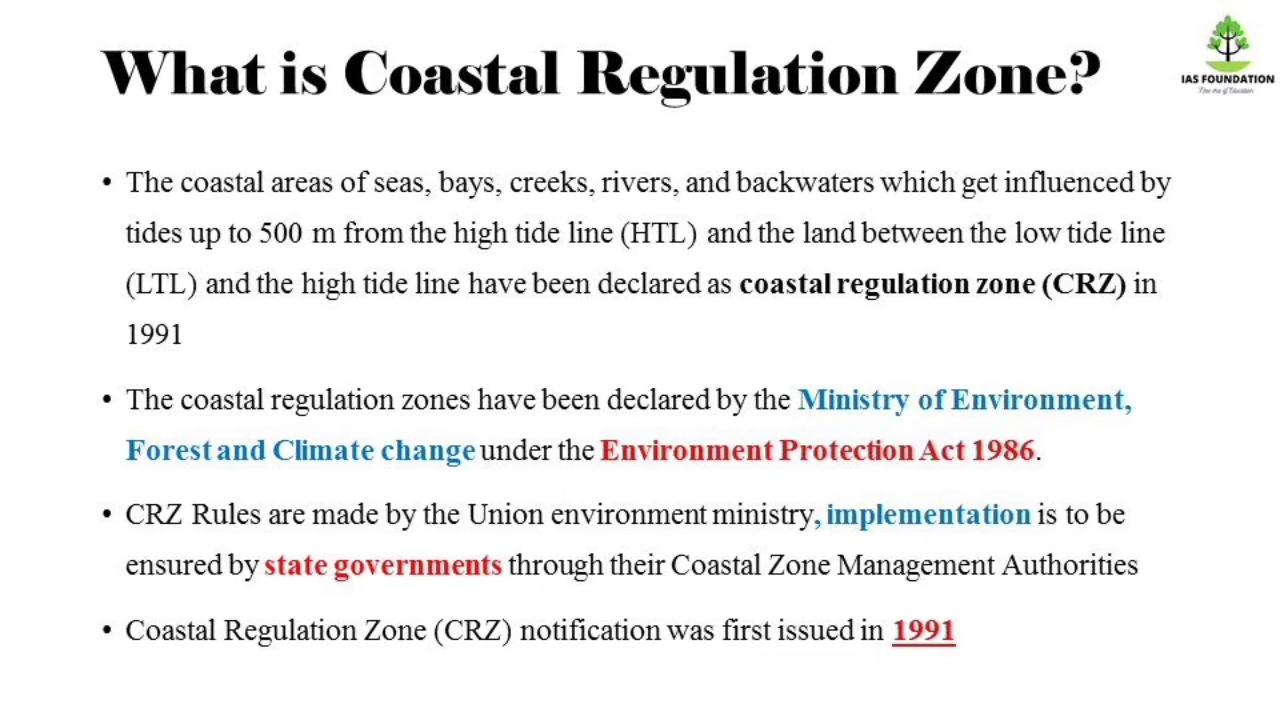 What is Coastal Regulation Zone?
IAS FOUNDATION
• The coastal areas of seas, bays, creeks, rivers, and backwaters which get influenced by
tides up to 500 m from the high tide line (HTL) and the land between the low tide line
(LTL) and the high tide line have been declared as coastal regulation zone (CRZ) in
1991
• The coastal regulation zones have been declared by the Ministry of Environment,
Forest and Climate change under the Environment Protection Act 1986.
• CRZ Rules are made by the Union environment ministry, implementation is to be
ensured by state governments through their Coastal Zone Management Authorities
• Coastal Regulation Zone (CRZ) notification was first issued in 1991